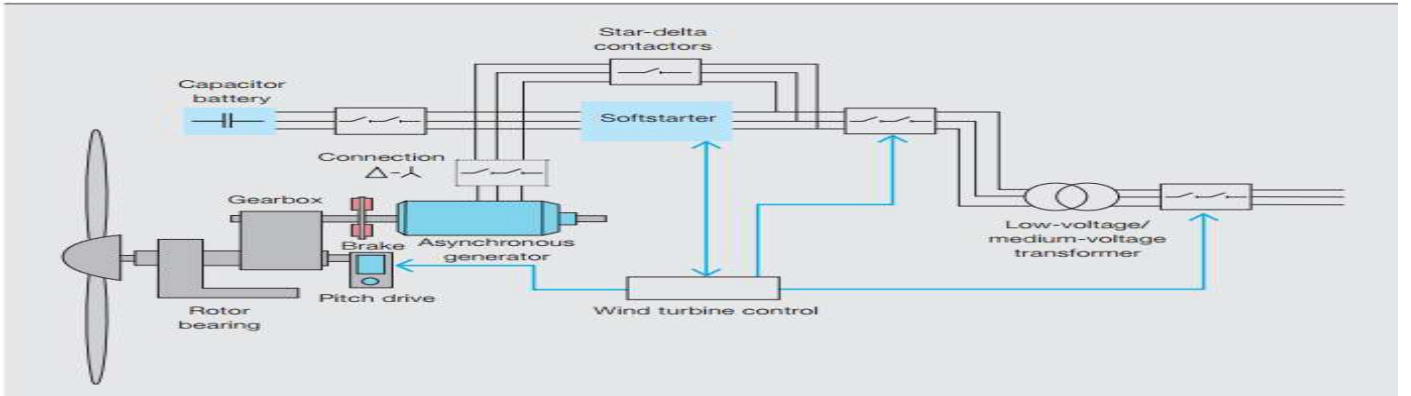 Star-delta
contactors
Capacitor
battery
Softstarter
Connection
Δ-⅄
Gearbox
Brake
Asynchronous
generator
Low-voltage/
medium-voltage
transformer
Pitch drive
Wind turbine control
Rotor
bearing